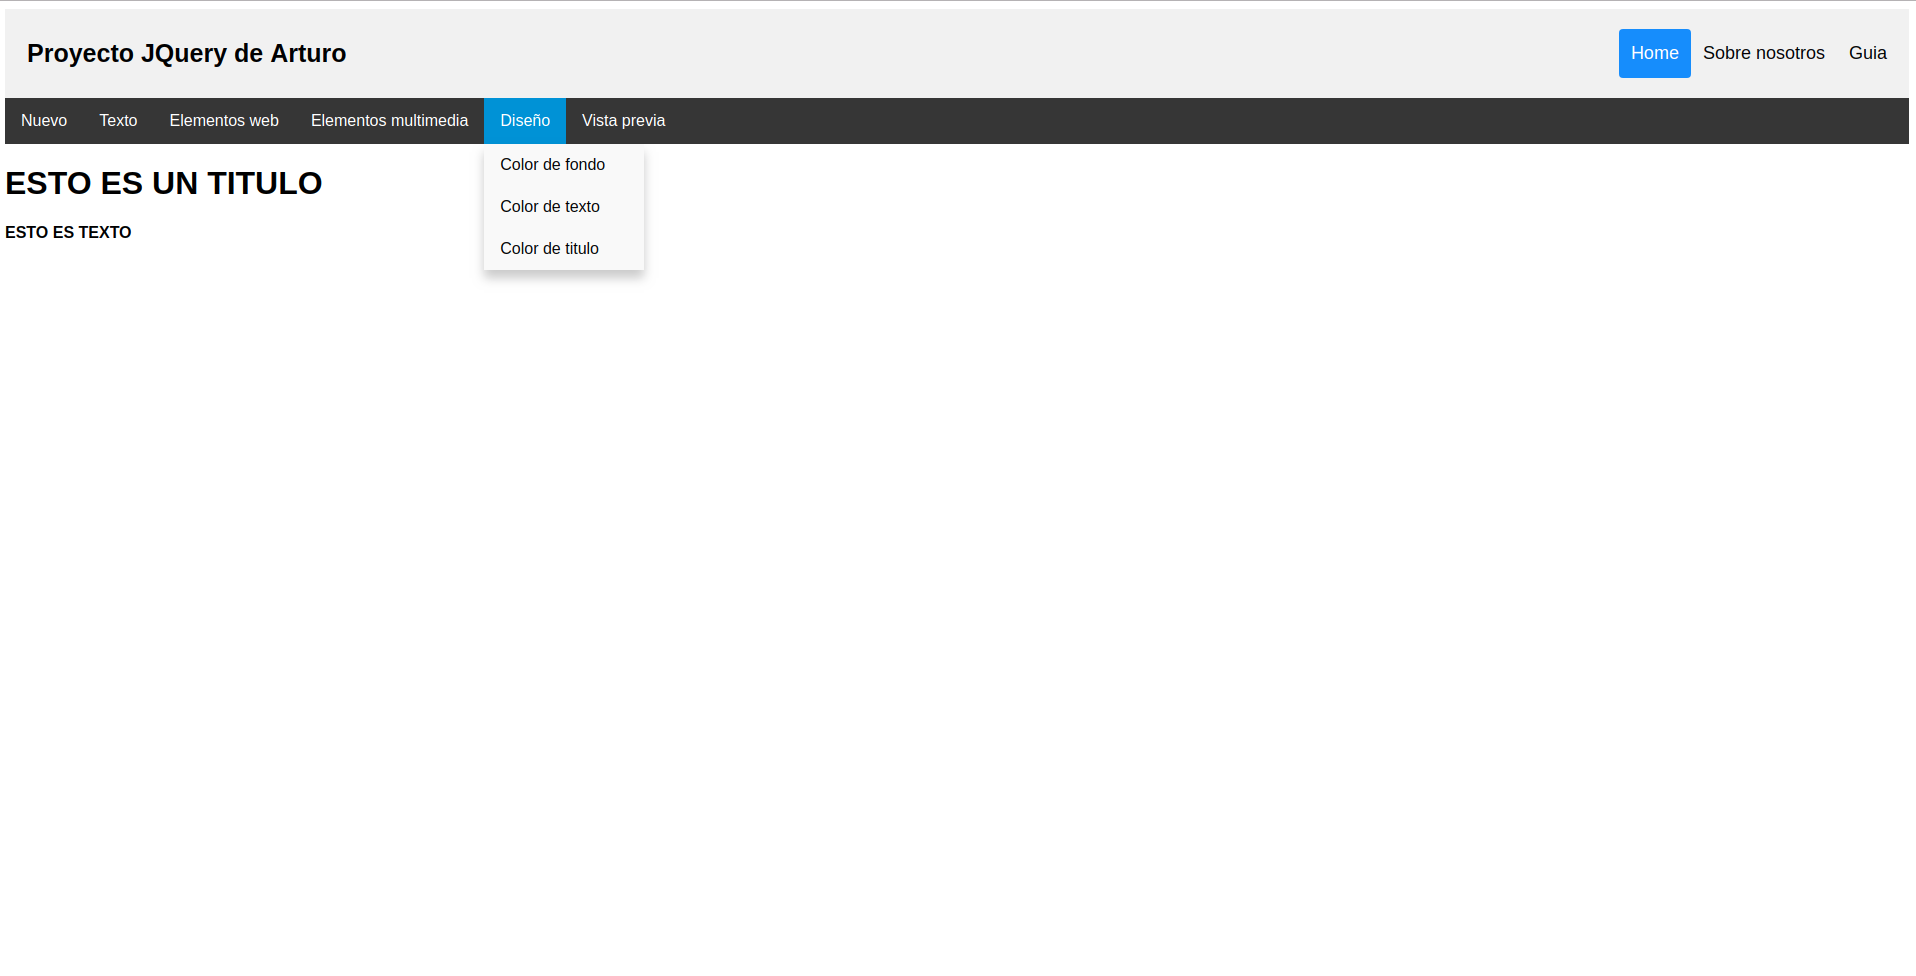 Proyecto JQuery de Arturo
Home Sobre nosotros Guia
Nuevo Texto Elementos web Elementos multimedia Diseño Vista previa
Color de fondo
Color de texto
Color de titulo
ESTO ES UN TITULO
ESTO ES TEXTO